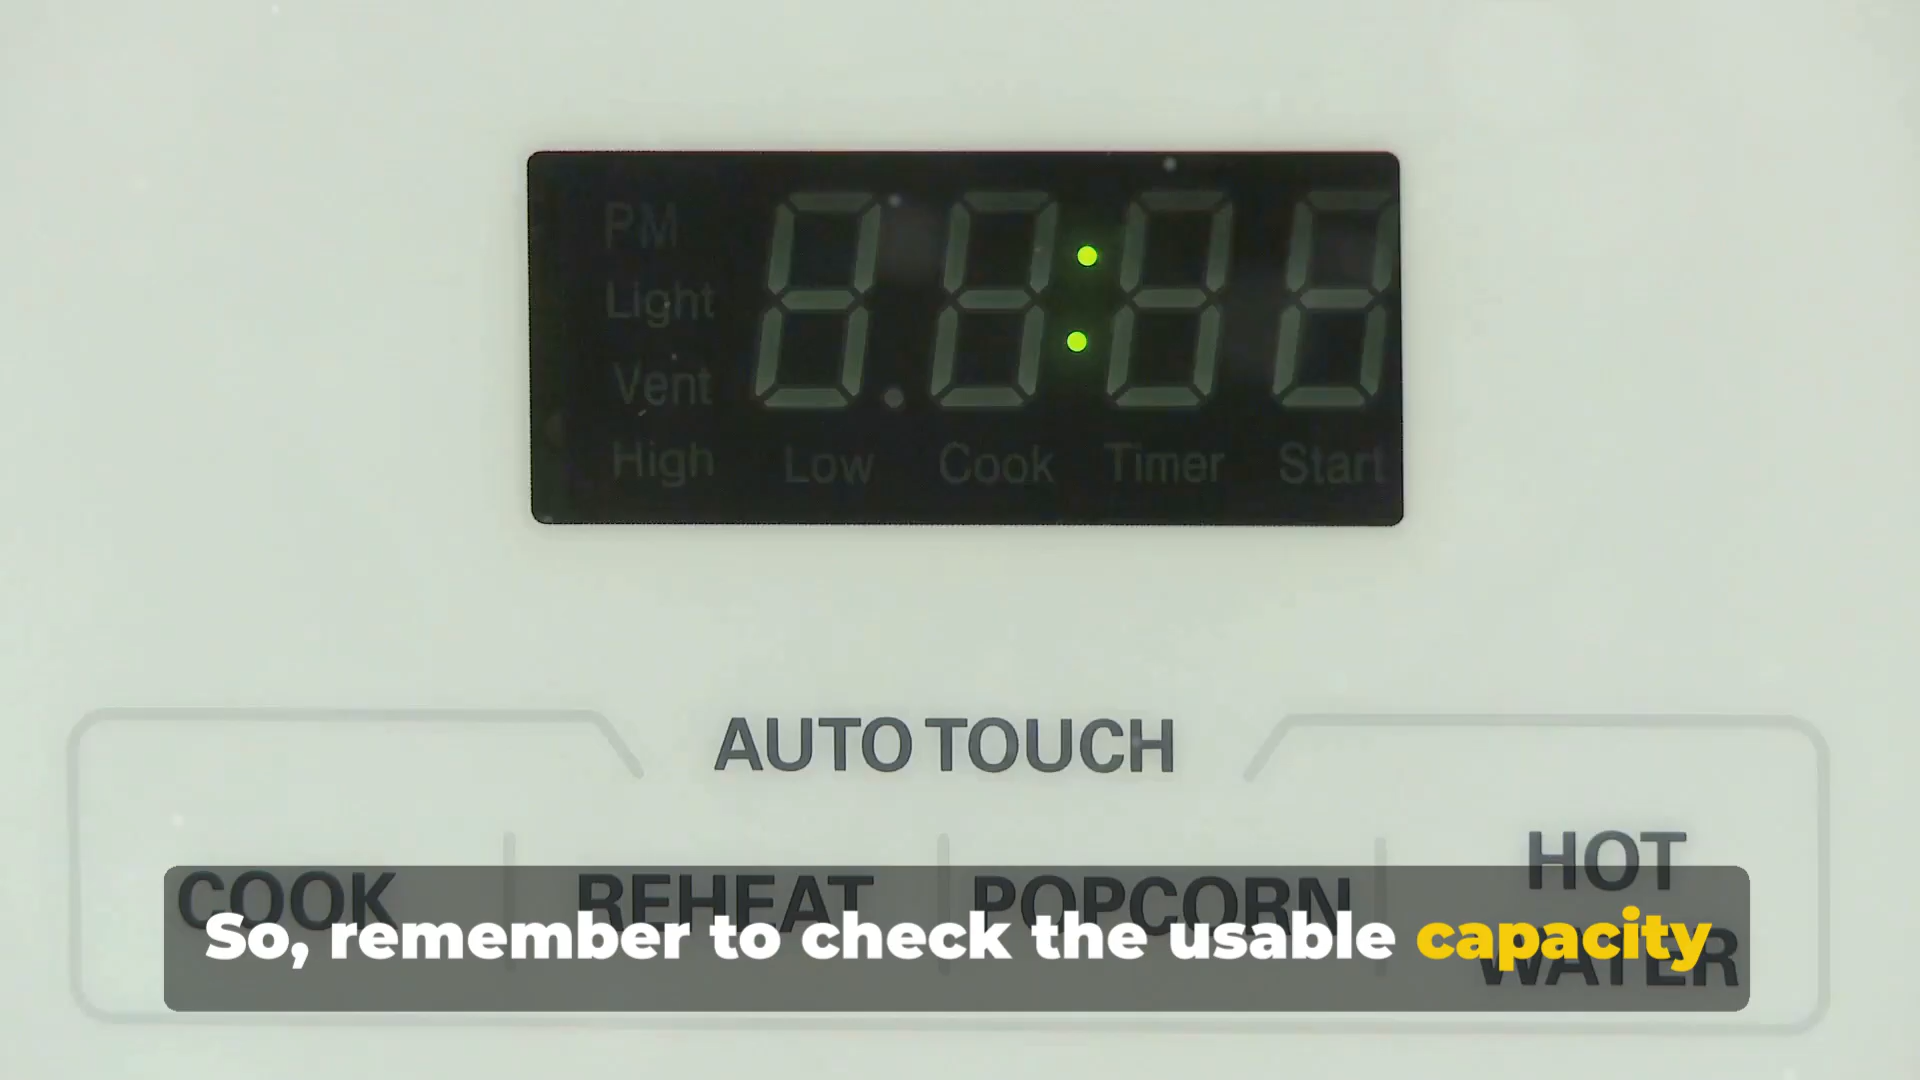 PM
Light
Vent
High Low Cook Timer Start
AUTO TOUCH
COOK REHEAT POPCORN HOT WATER
So, remember to check the usable capacity